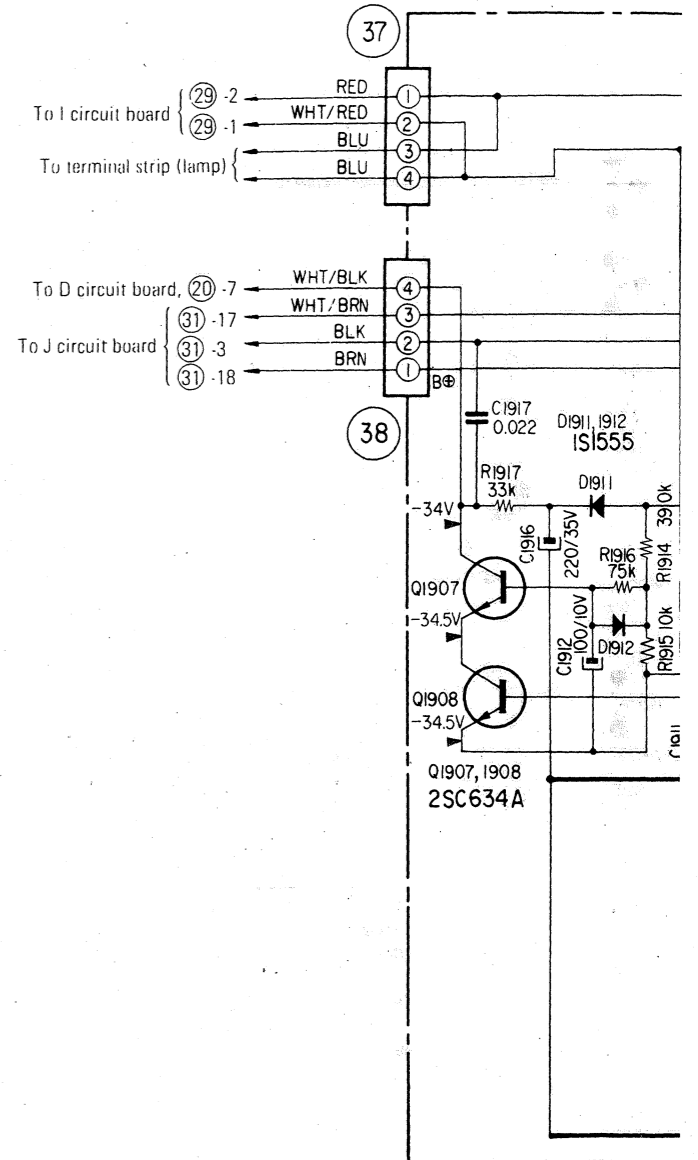 37
RED
To I circuit board
29 -2
1
WHT/RED
29 -1
2
BLU
3
To terminal strip (lamp)
BLU
4
WHT/BLK
To D circuit board, 20 -7
4
WHT/BRN
31 -17
3
BLK
To J circuit board
31 -3
2
BRN
31 -18
1
B⊕
38
C1917
0.022
D1911, 1912
1S1555
R1917
33k
D1911
390k
-34V
C1916
220/35V
R1916
75k
R1914
Q1907
-34.5V
C1912
100/10V
D1912
R1915 10k
Q1908
-34.5V
C1911
Q1907, 1908
2SC634A